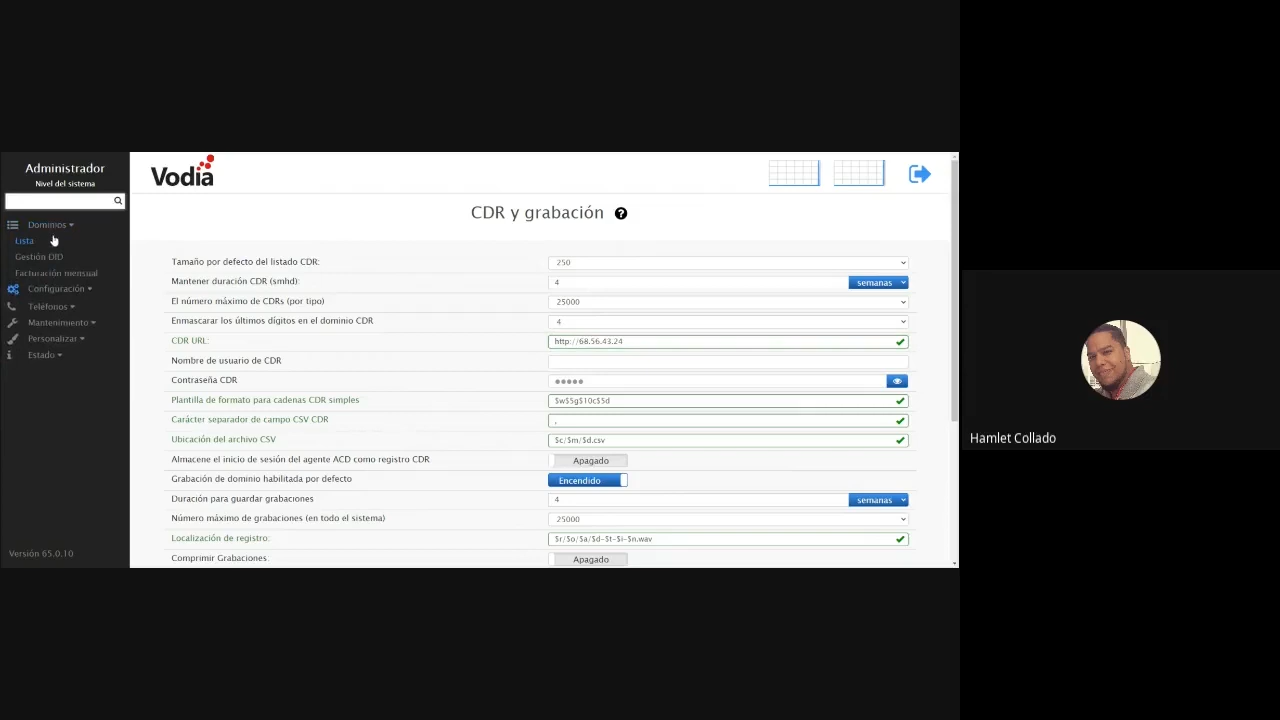 Administrador
Nivel del sistema
Dominios
Lista
Gestión DID
Facturación mensual
Configuración
Teléfonos
Mantenimiento
Personalizar
Estado
Versión 65.0.10
Vodia
CDR y grabación ?
Tamaño por defecto del listado CDR: 250
Mantener duración CDR (smhd): 4 semanas
El número máximo de CDRs (por tipo) 25000
Enmascarar los últimos dígitos en el dominio CDR 4
CDR URL: http://68.56.43.24
Nombre de usuario de CDR
Contraseña CDR •••••
Plantilla de formato para cadenas CDR simples $w$5g$10c$5d
Carácter separador de campo CSV CDR ,
Ubicación del archivo CSV $c/$m/$d.csv
Almacene el inicio de sesión del agente ACD como registro CDR Apagado
Grabación de dominio habilitada por defecto Encendido
Duración para guardar grabaciones 4 semanas
Número máximo de grabaciones (en todo el sistema) 25000
Localización de registro: $r/$o/$a/$d-$t-$i-$n.wav
Comprimir Grabaciones: Apagado
Hamlet Collado